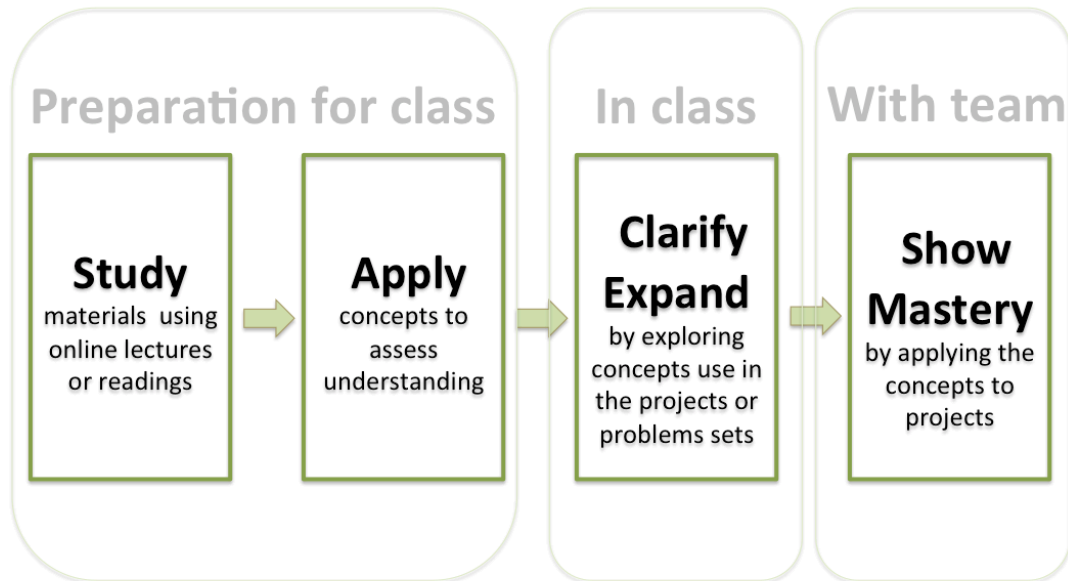 Preparation for class
Study
materials using
online lectures
or readings
Apply
concepts to
assess
understanding
In class
Clarify
Expand
by exploring
concepts use in
the projects or
problems sets
With team
Show
Mastery
by applying the
concepts to
projects